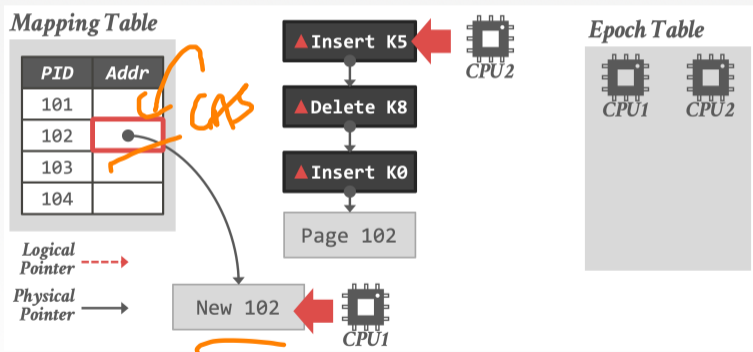 Mapping Table
PID Addr
101
102
103
104
CAS
Logical
Pointer
Physical
Pointer
▲Insert K5
CPU2
▲Delete K8
▲Insert K0
Page 102
New 102
CPU1
Epoch Table
CPU1 CPU2